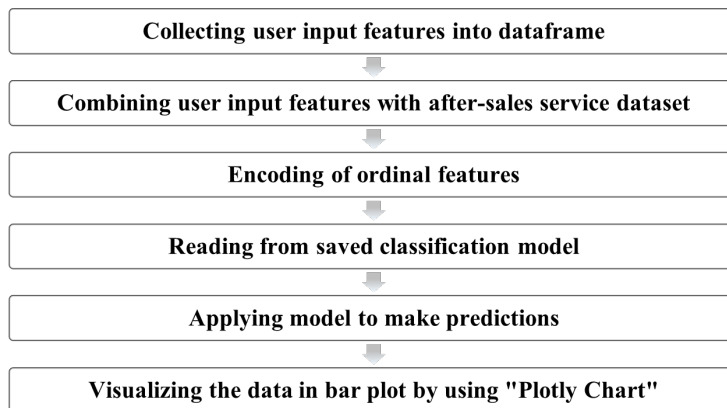 Collecting user input features into dataframe
Combining user input features with after-sales service dataset
Encoding of ordinal features
Reading from saved classification model
Applying model to make predictions
Visualizing the data in bar plot by using "Plotly Chart"